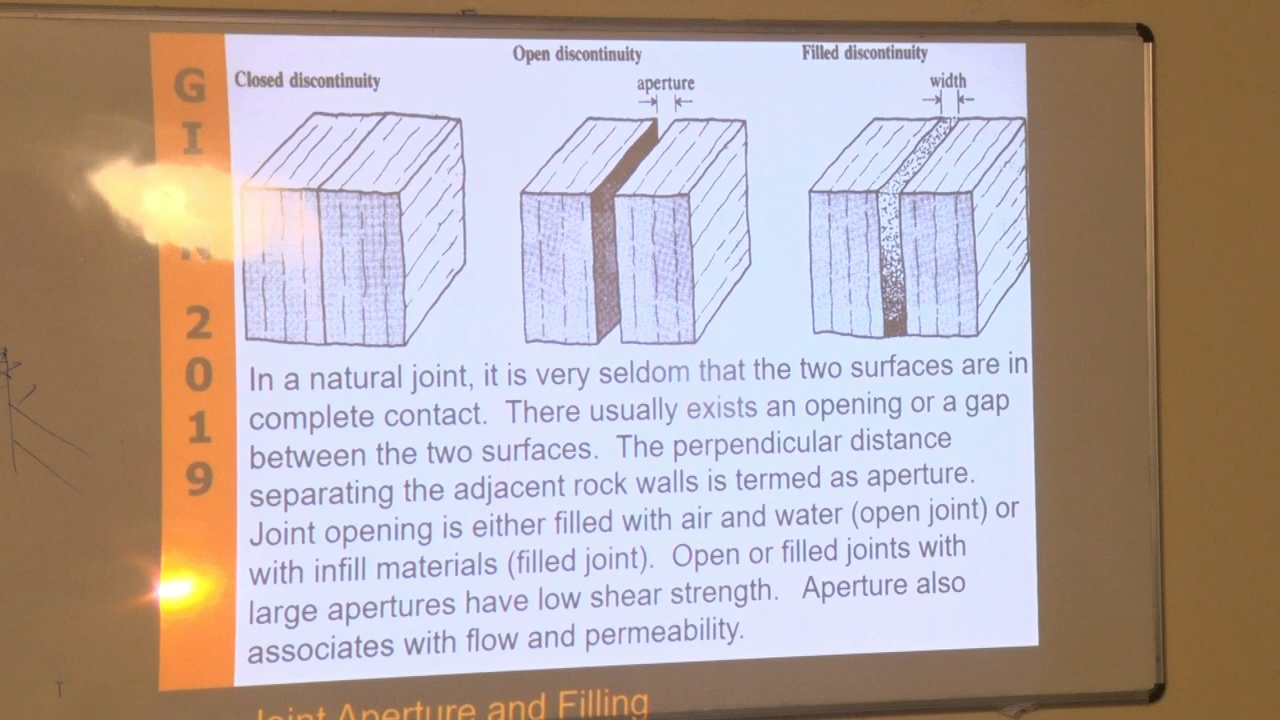 G
I
2
0
1
9
Closed discontinuity
Open discontinuity
aperture
Filled discontinuity
width
In a natural joint, it is very seldom that the two surfaces are in
complete contact. There usually exists an opening or a gap
between the two surfaces. The perpendicular distance
separating the adjacent rock walls is termed as aperture.
Joint opening is either filled with air and water (open joint) or
with infill materials (filled joint). Open or filled joints with
large apertures have low shear strength. Aperture also
associates with flow and permeability.
Joint Aperture and Filling